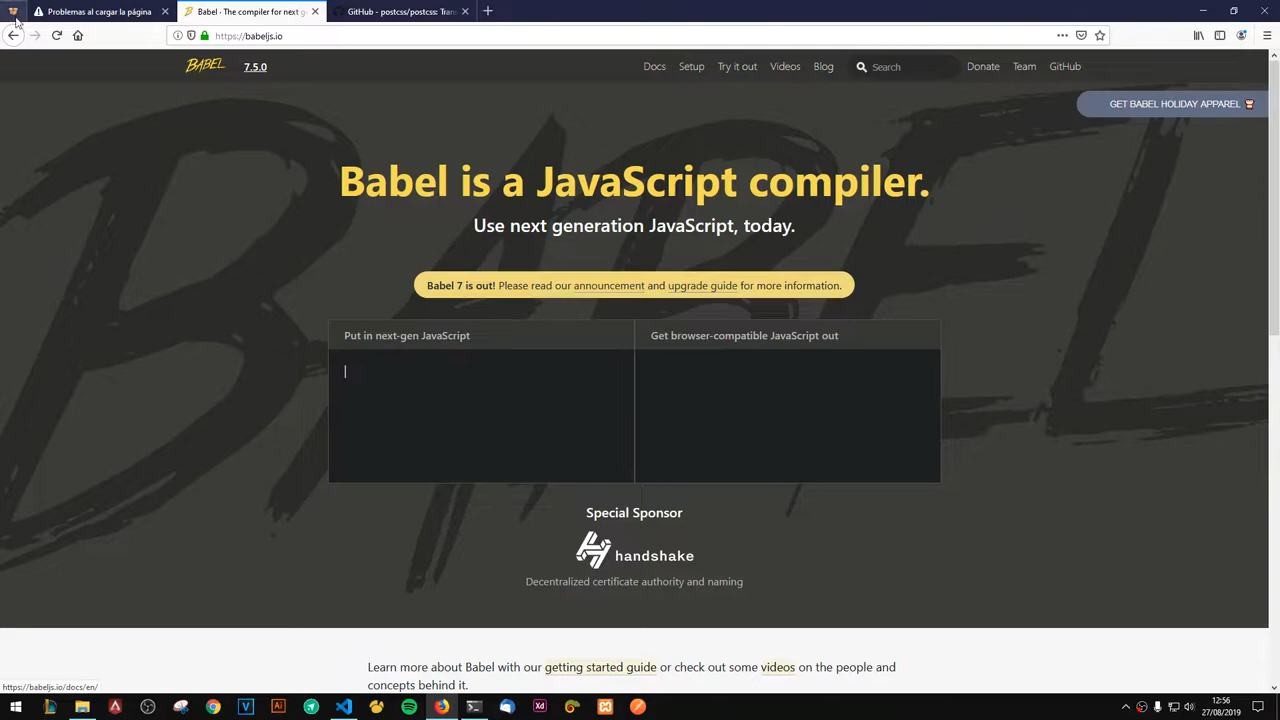 Problemas al cargar la página
Babel · The compiler for next g
GitHub - postcss/postcss: Trans
https://babeljs.io
BABEL
7.5.0
Docs
Setup
Try it out
Videos
Blog
Search
Donate
Team
GitHub
GET BABEL HOLIDAY APPAREL
BABEL
Babel is a JavaScript compiler.
Use next generation JavaScript, today.
Babel 7 is out! Please read our announcement and upgrade guide for more information.
Put in next-gen JavaScript
Get browser-compatible JavaScript out
Special Sponsor
handshake
Decentralized certificate authority and naming
Learn more about Babel with our getting started guide or check out some videos on the people and
concepts behind it.
https://babeljs.io/docs/en/
12:56
27/08/2019